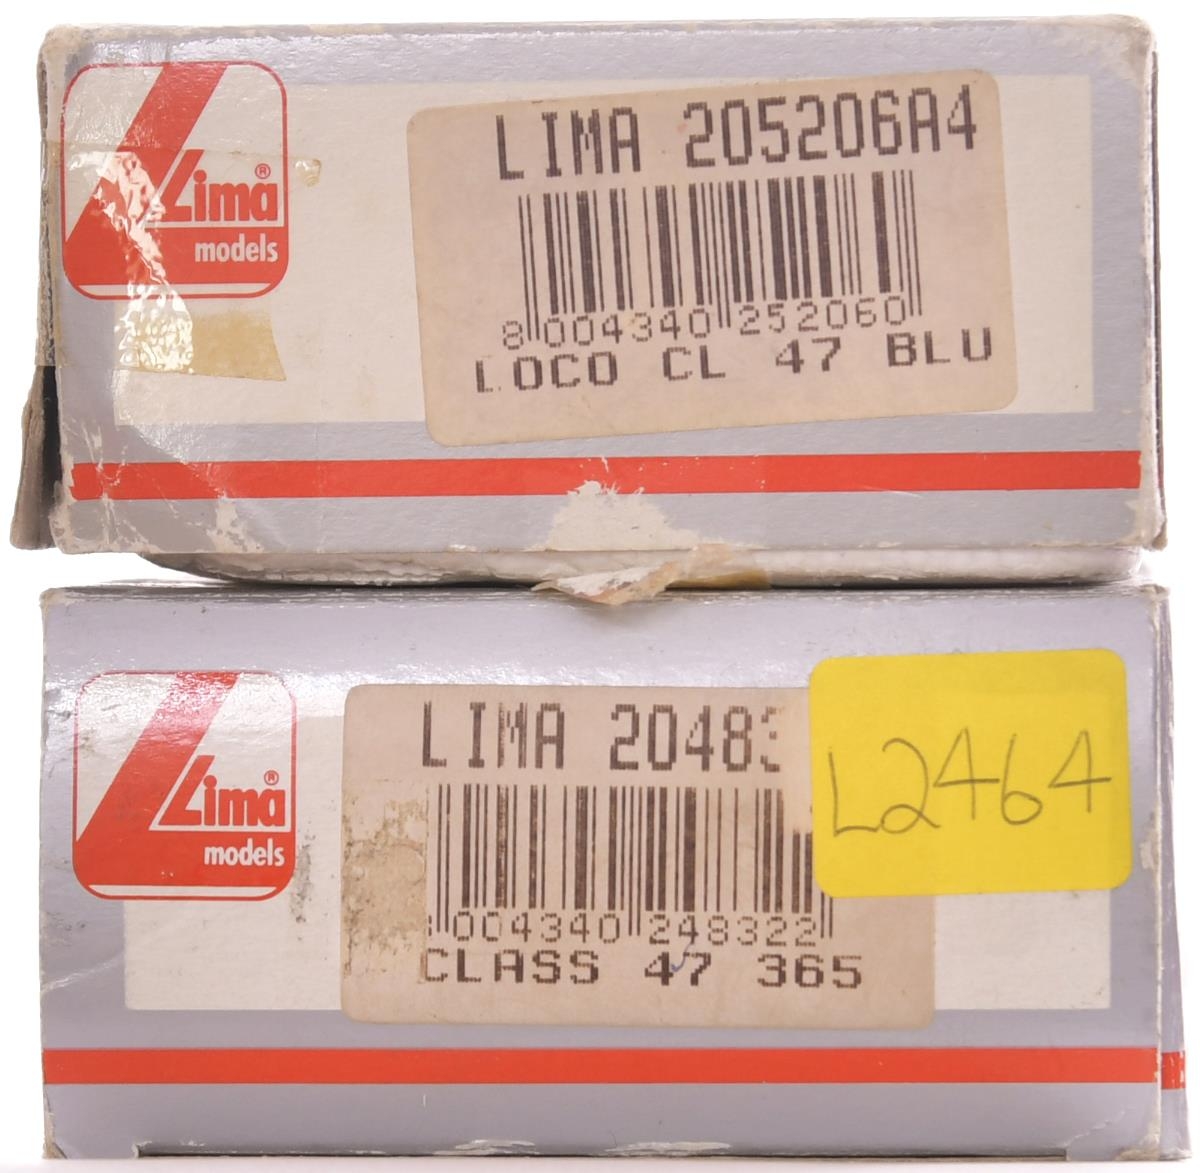 Lima®
models
LIMA 205206A4
8 004340 252060
LOCO CL 47 BLU
Lima®
models
LIMA 2048
004340 248322
CLASS 47 365
L2464